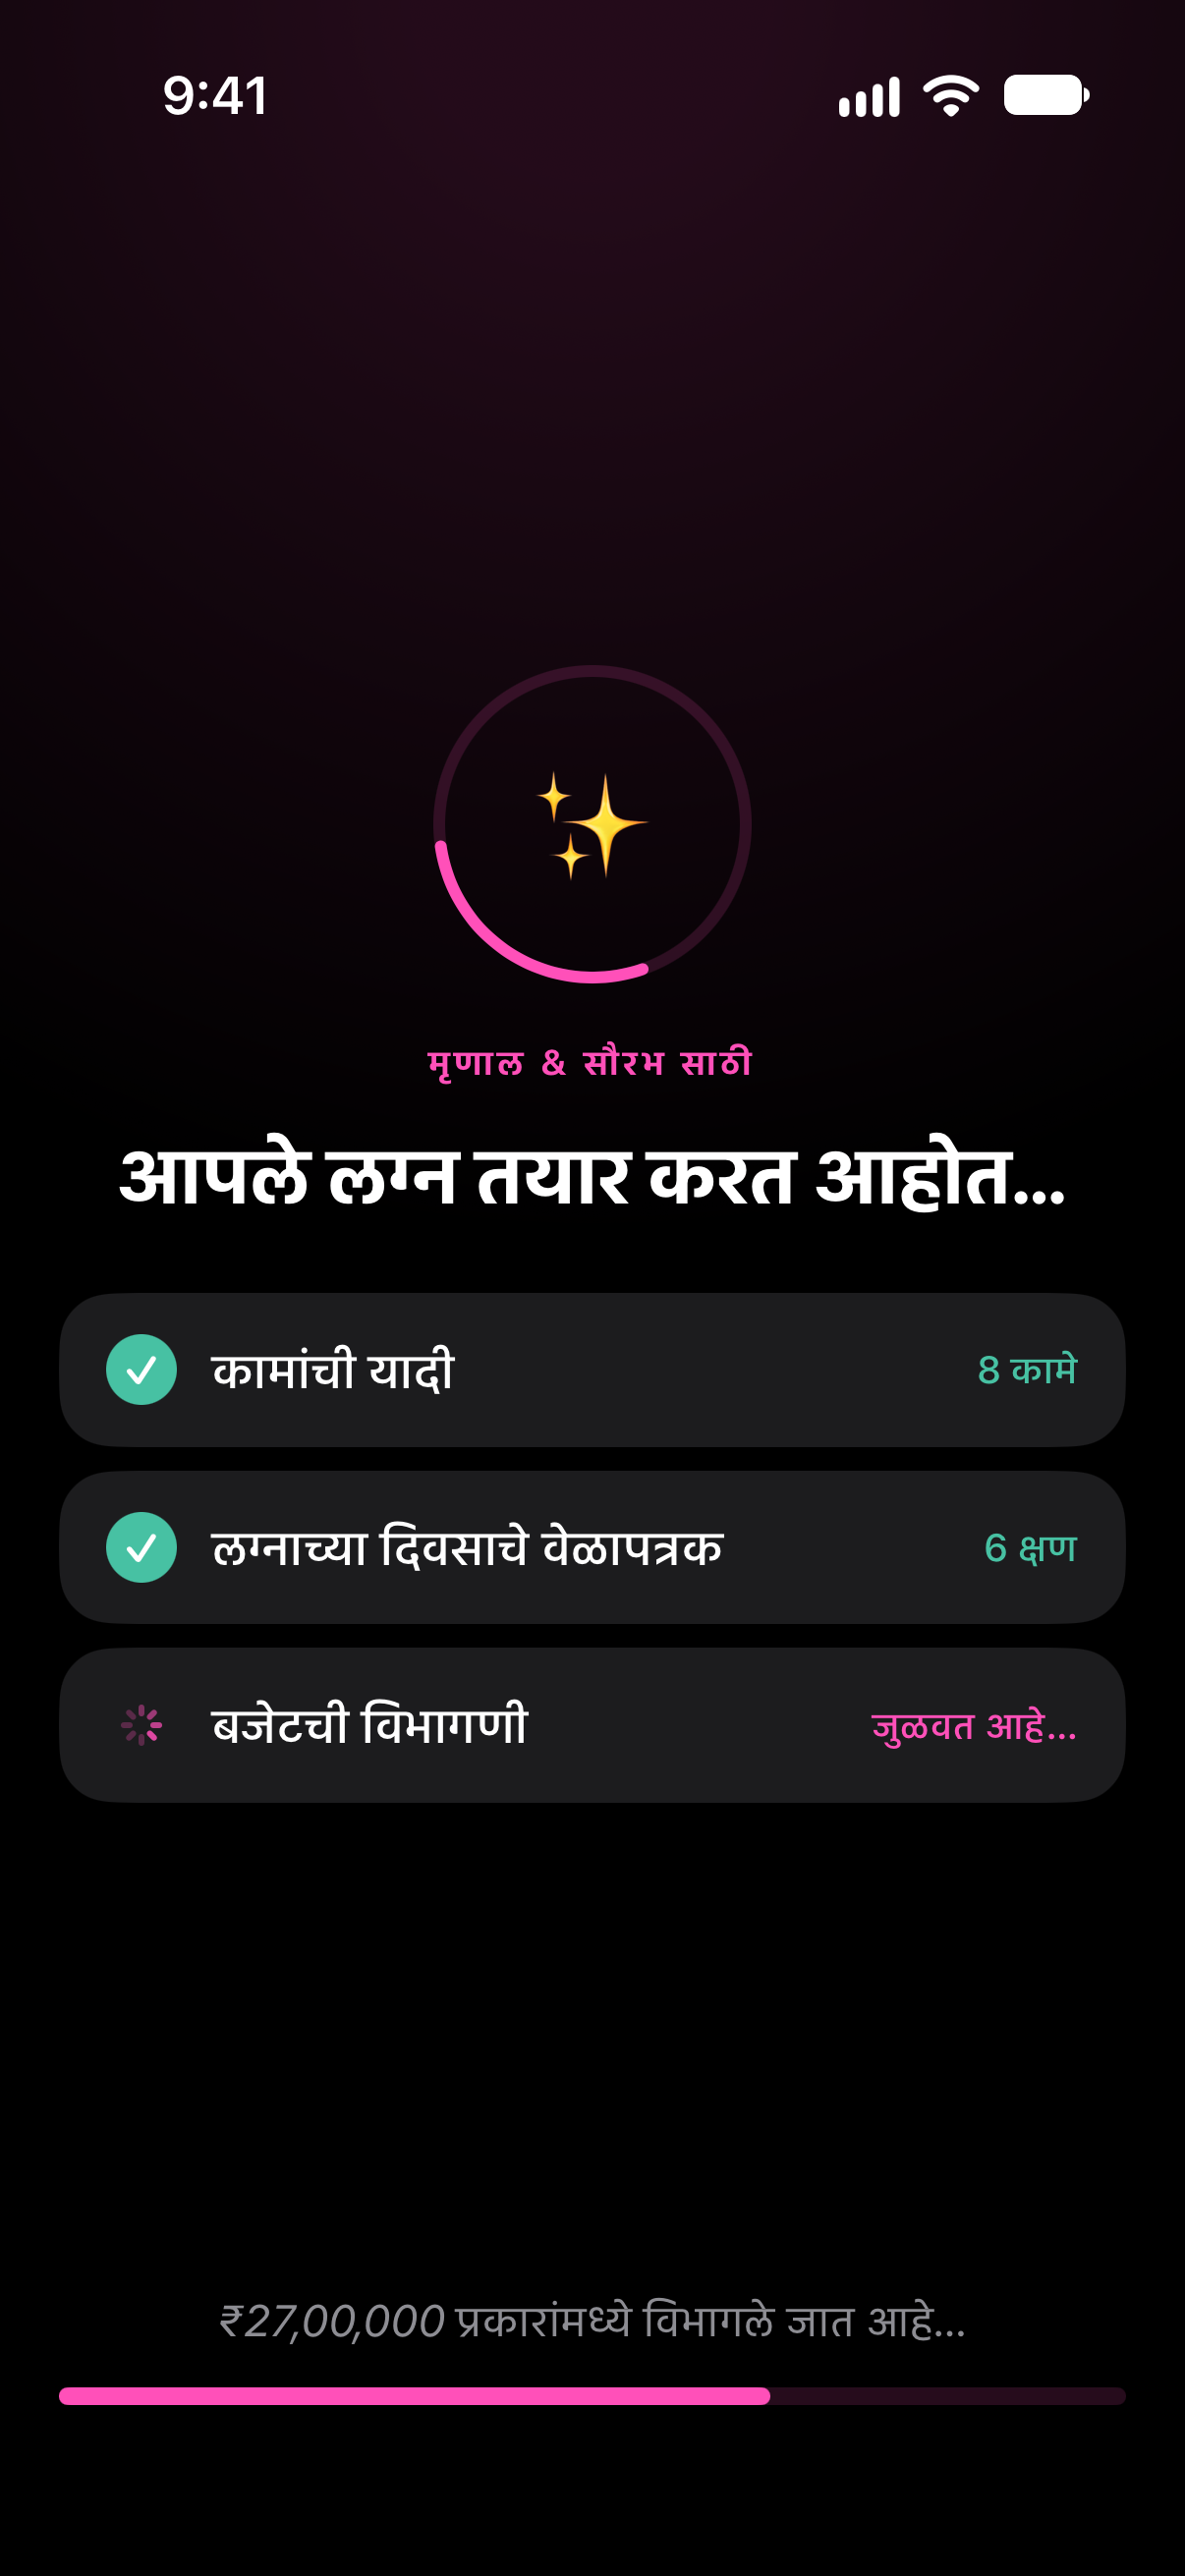 9:41
मृणाल & सौरभ साठी
आपले लग्न तयार करत आहोत...
कामांची यादी
8 कामे
लग्नाच्या दिवसाचे वेळापत्रक
6 क्षण
बजेटची विभागणी
जुळवत आहे...
₹27,00,000 प्रकारांमध्ये विभागले जात आहे...